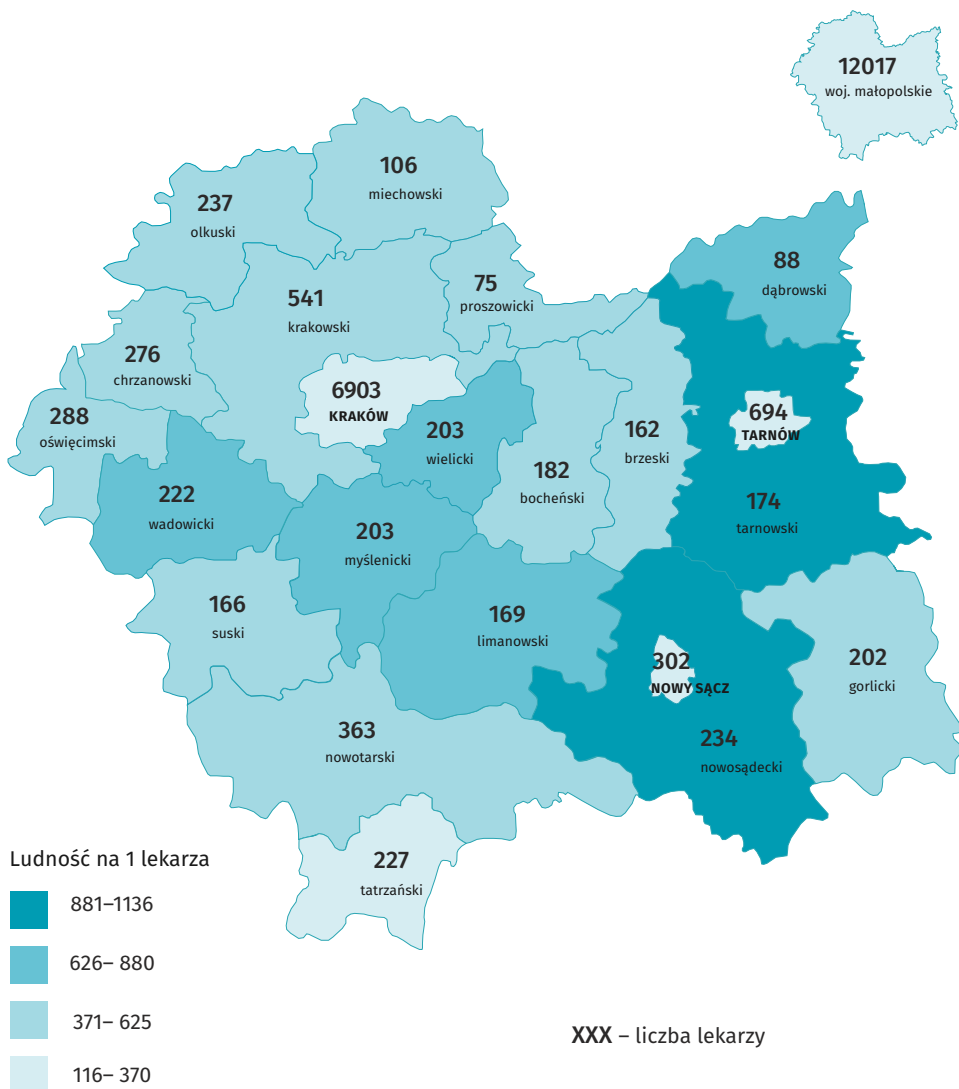 12017
woj. małopolskie
106
miechowski
237
olkuski
88
dąbrowski
75
proszowicki
541
krakowski
276
chrzanowski
6903
KRAKÓW
694
TARNÓW
288
oświęcimski
203
wielicki
162
brzeski
182
bocheński
222
wadowicki
174
tarnowski
203
myślenicki
166
suski
169
limanowski
302
NOWY SĄCZ
202
gorlicki
363
nowotarski
234
nowosądecki
227
tatrzański
Ludność na 1 lekarza
881–1136
626– 880
371– 625
116– 370
XXX – liczba lekarzy